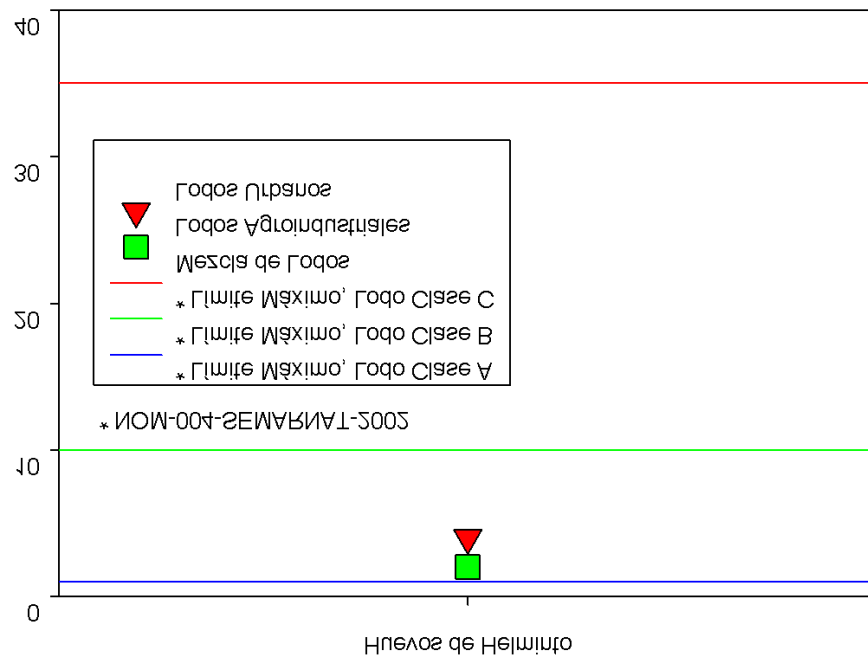 40
30
20
10
0
Lodos Urbanos
Lodos Agroindustriales
Mezcla de Lodos
* Límite Máximo, Lodo Clase C
* Límite Máximo, Lodo Clase B
* Límite Máximo, Lodo Clase A
* NOM-004-SEMARNAT-2002
Huevos de Helminto